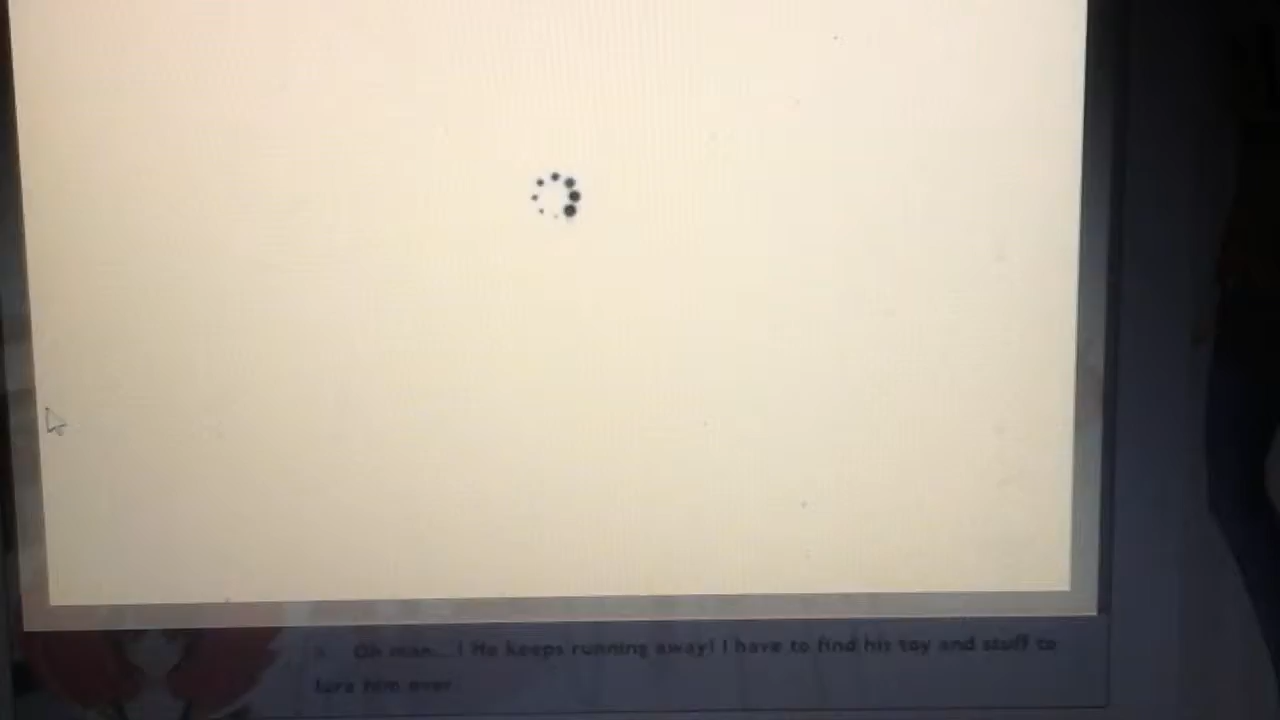 Oh man...! He keeps running away! I have to find his toy and stuff to
lure him over.